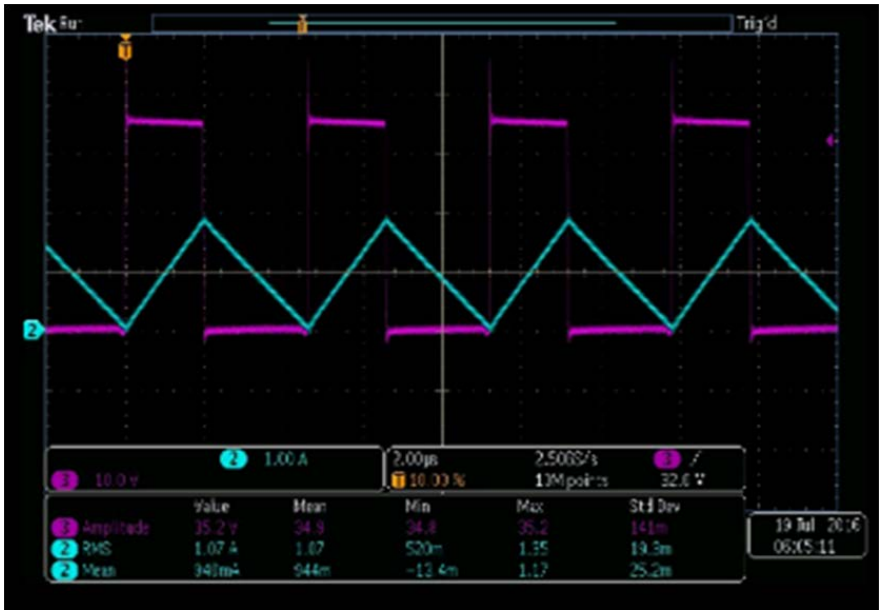 Tek Run Trig'd
T
2
2 1.00 A
3 10.0 V
2.00µs 2.50GS/s 3 /
T 10.00 % 10M points 32.6 V
Value Mean Min Max Std Dev
3 Amplitude 35.2 V 34.9 34.8 35.2 141m
2 RMS 1.07 A 1.07 520m 1.35 19.3m
2 Mean 940mA 944m -13.4m 1.17 25.2m
19 Jul 2016
06:05:11